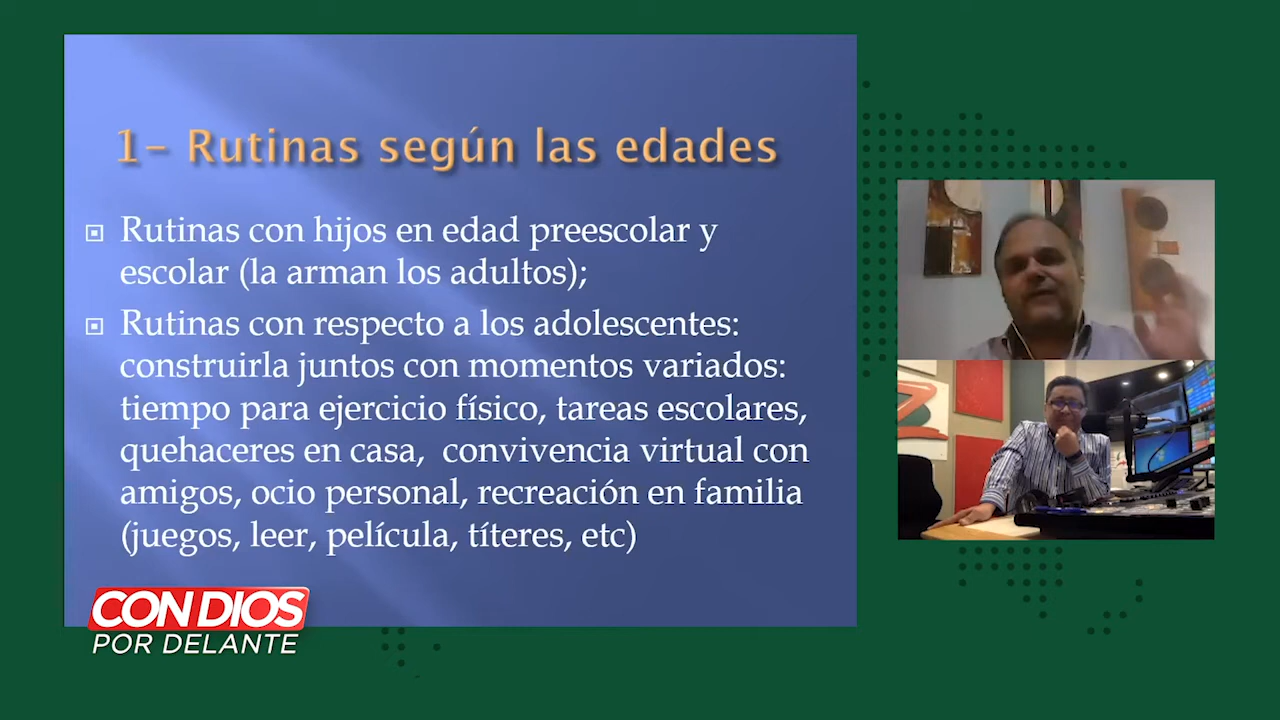 1- Rutinas según las edades
Rutinas con hijos en edad preescolar y
escolar (la arman los adultos);
Rutinas con respecto a los adolescentes:
construirla juntos con momentos variados:
tiempo para ejercicio físico, tareas escolares,
quehaceres en casa,  convivencia virtual con
amigos, ocio personal, recreación en familia
(juegos, leer, película, títeres, etc)
CON DIOS
POR DELANTE
Z